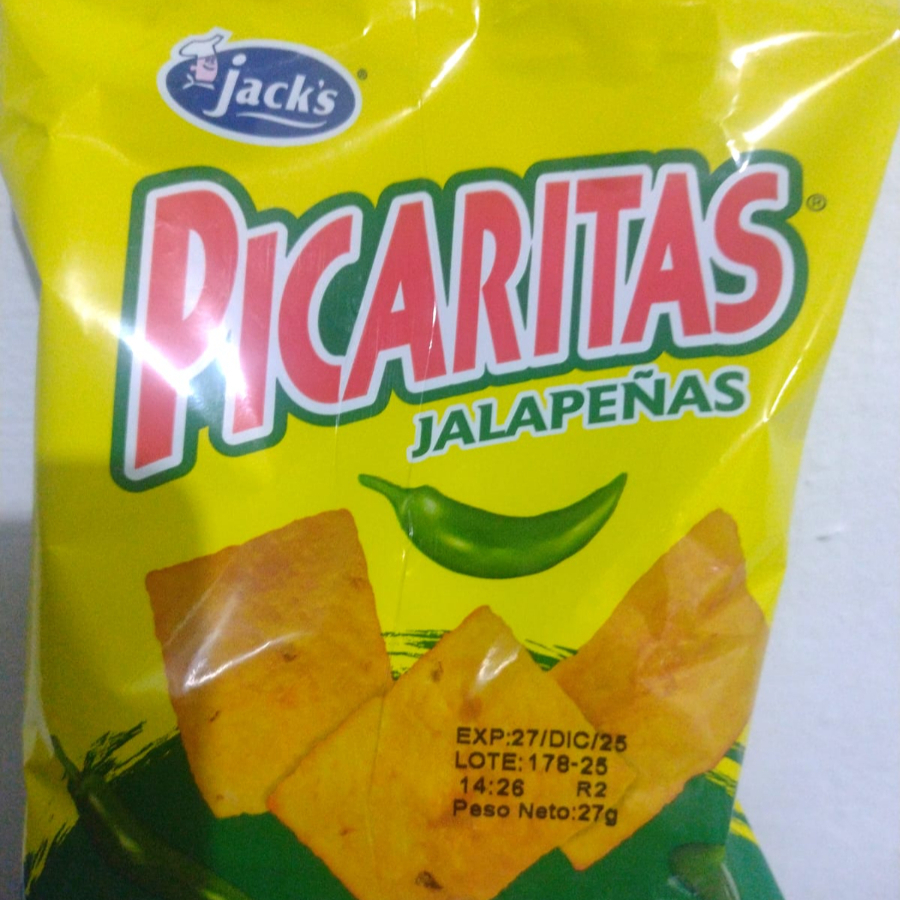 jack's®
PICARITAS®
JALAPEÑAS
EXP:27/DIC/25
LOTE:178-25
14:26 R2
Peso Neto:27g